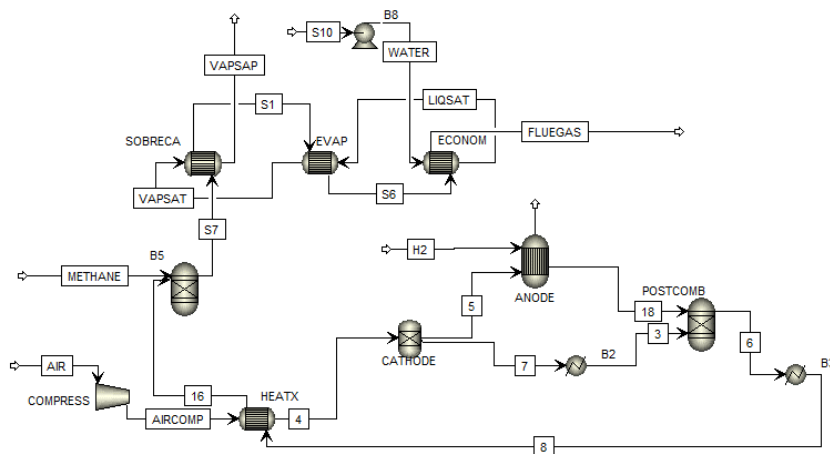 B8
S10
WATER
VAPSAP
S1
LIQSAT
FLUEGAS
SOBRECA
EVAP
ECONOM
VAPSAT
S6
S7
H2
B5
METHANE
ANODE
POSTCOMB
5
18
3
CATHODE
AIR
7
B2
6
COMPRESS
16
HEATX
AIRCOMP
4
8